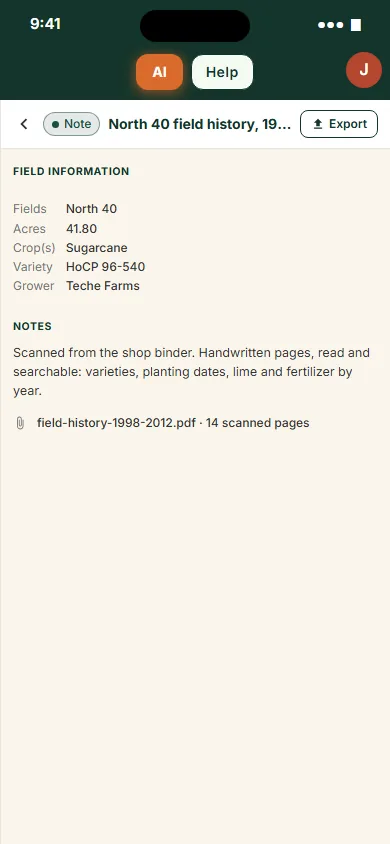 9:41
AI
Help
J
Note
North 40 field history, 19...
Export
FIELD INFORMATION
Fields North 40
Acres 41.80
Crop(s) Sugarcane
Variety HoCP 96-540
Grower Teche Farms
NOTES
Scanned from the shop binder. Handwritten pages, read and
searchable: varieties, planting dates, lime and fertilizer by
year.
field-history-1998-2012.pdf · 14 scanned pages